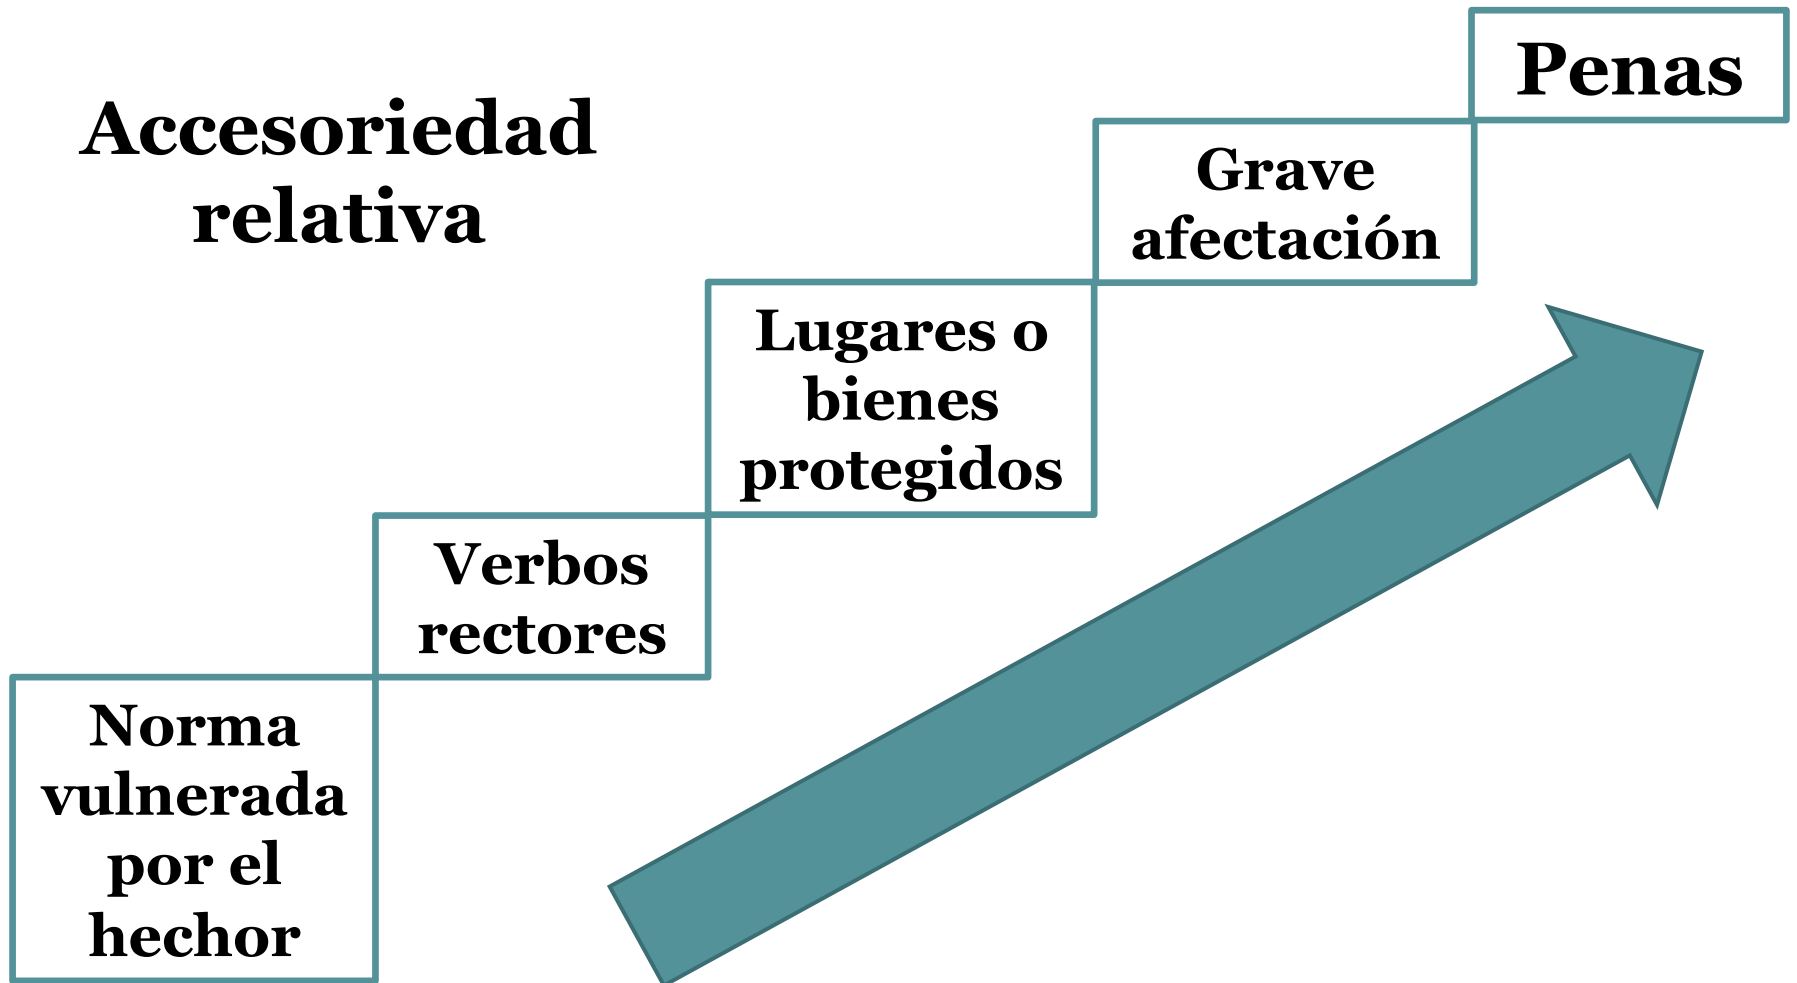 Accesoriedad
relativa
Norma
vulnerada
por el
hechor
Verbos
rectores
Lugares o
bienes
protegidos
Grave
afectación
Penas